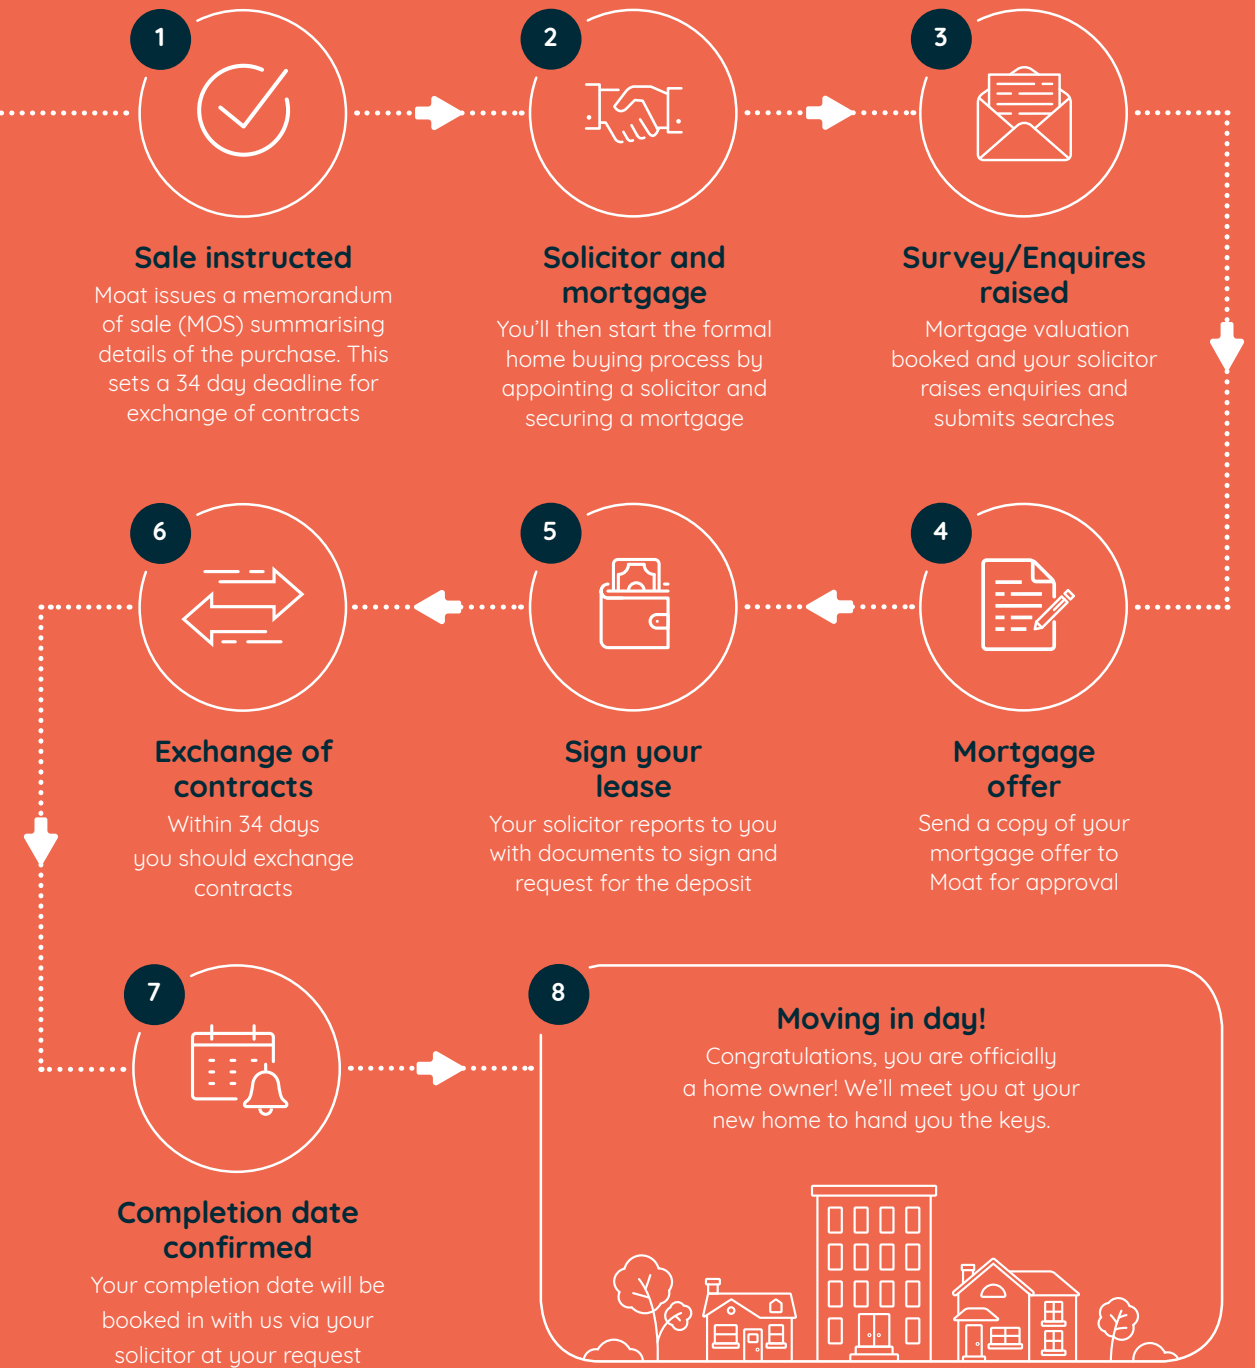 1
Sale instructed
Moat issues a memorandum
of sale (MOS) summarising
details of the purchase. This
sets a 34 day deadline for
exchange of contracts
2
Solicitor and
mortgage
You'll then start the formal
home buying process by
appointing a solicitor and
securing a mortgage
3
Survey/Enquires
raised
Mortgage valuation
booked and your solicitor
raises enquiries and
submits searches
4
Mortgage
offer
Send a copy of your
mortgage offer to
Moat for approval
5
Sign your
lease
Your solicitor reports to you
with documents to sign and
request for the deposit
6
Exchange of
contracts
Within 34 days
you should exchange
contracts
7
Completion date
confirmed
Your completion date will be
booked in with us via your
solicitor at your request
8
Moving in day!
Congratulations, you are officially
a home owner! We'll meet you at your
new home to hand you the keys.